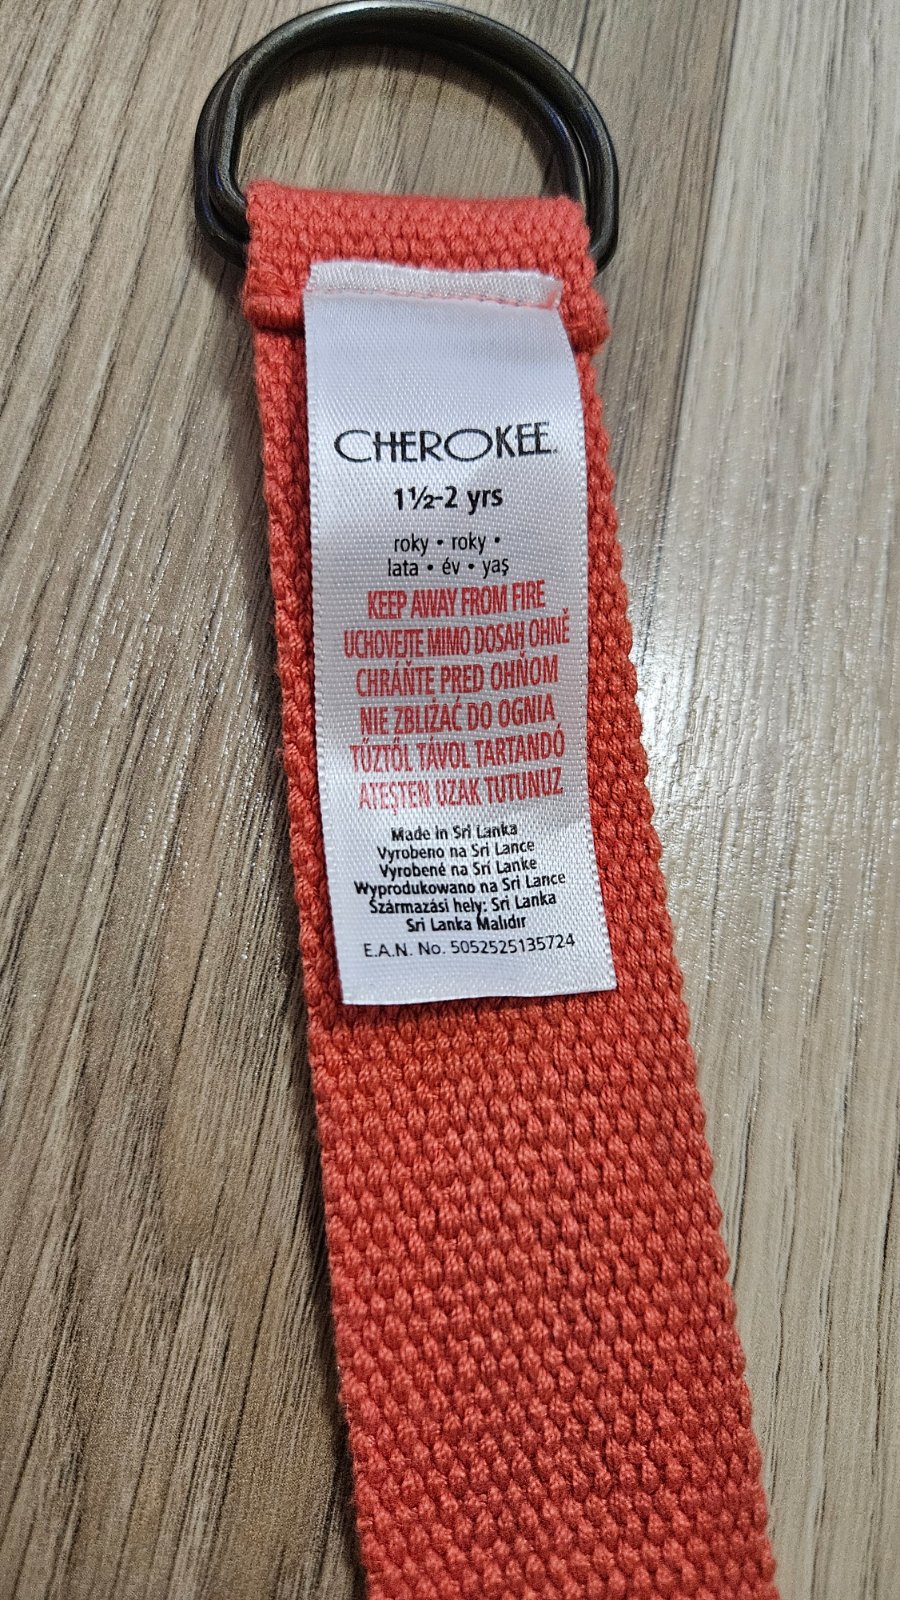 CHEROKEE.
1½-2 yrs
roky • roky •
lata • év • yaş
KEEP AWAY FROM FIRE
UCHOVEJTE MIMO DOSAH OHNĚ
CHRÁŇTE PRED OHŇOM
NIE ZBLIŻAĆ DO OGNIA
TŰZTŐL TÁVOL TARTANDÓ
ATEŞTEN UZAK TUTUNUZ
Made in Sri Lanka
Vyrobeno na Srí Lance
Vyrobené na Srí Lanke
Wyprodukowano na Sri Lance
Származási hely: Sri Lanka
Sri Lanka Malıdır
E.A.N. No. 5052525135724